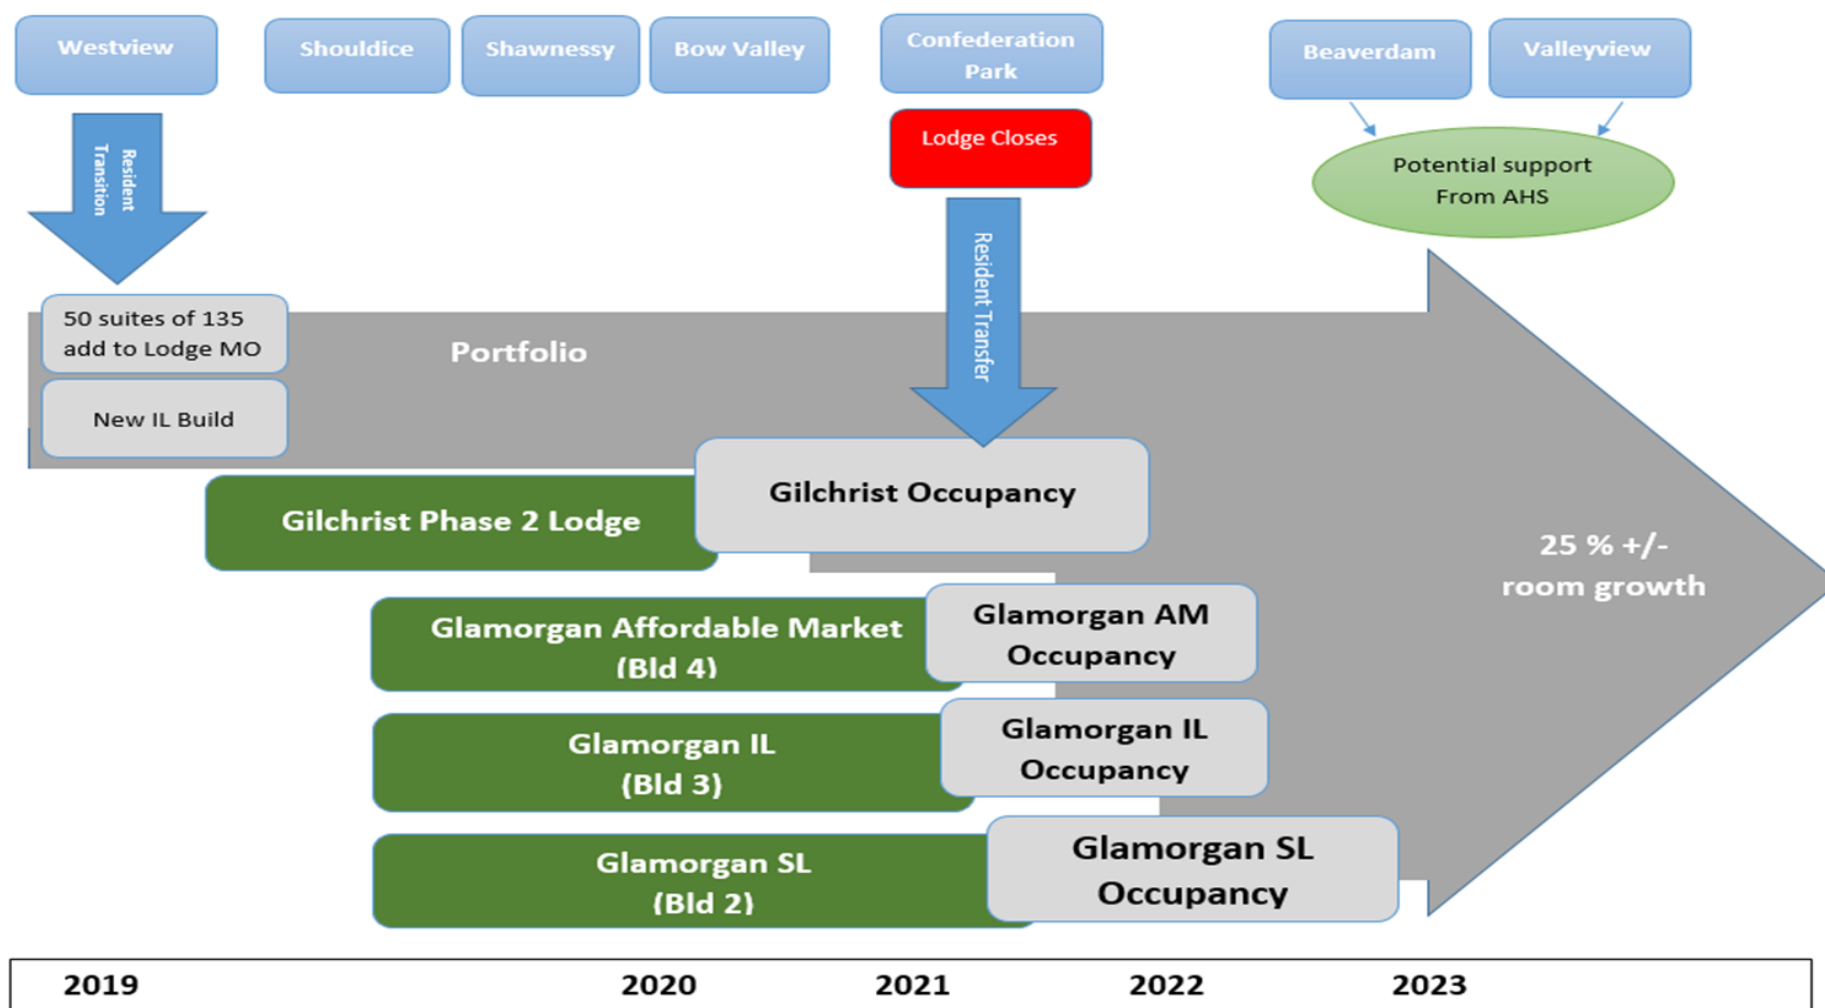 Westview
Shouldice
Shawnessy
Bow Valley
Confederation
Park
Beaverdam
Valleyview
Resident
Transition
Lodge Closes
Potential support
From AHS
Resident Transfer
50 suites of 135
add to Lodge MO
Portfolio
New IL Build
Gilchrist Phase 2 Lodge
Gilchrist Occupancy
25 % +/-
room growth
Glamorgan Affordable Market
(Bld 4)
Glamorgan AM
Occupancy
Glamorgan IL
(Bld 3)
Glamorgan IL
Occupancy
Glamorgan SL
(Bld 2)
Glamorgan SL
Occupancy
2019 2020 2021 2022 2023